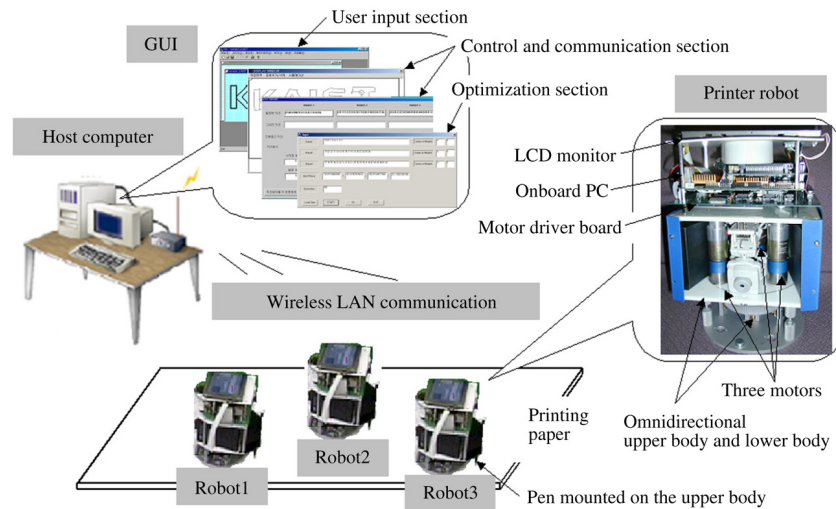 User input section
GUI
Control and communication section
Optimization section
Printer robot
Host computer
LCD monitor
Onboard PC
Motor driver board
Wireless LAN communication
Three motors
Printing
paper
Omnidirectional
upper body and lower body
Robot1
Robot2
Robot3
Pen mounted on the upper body
KAIST